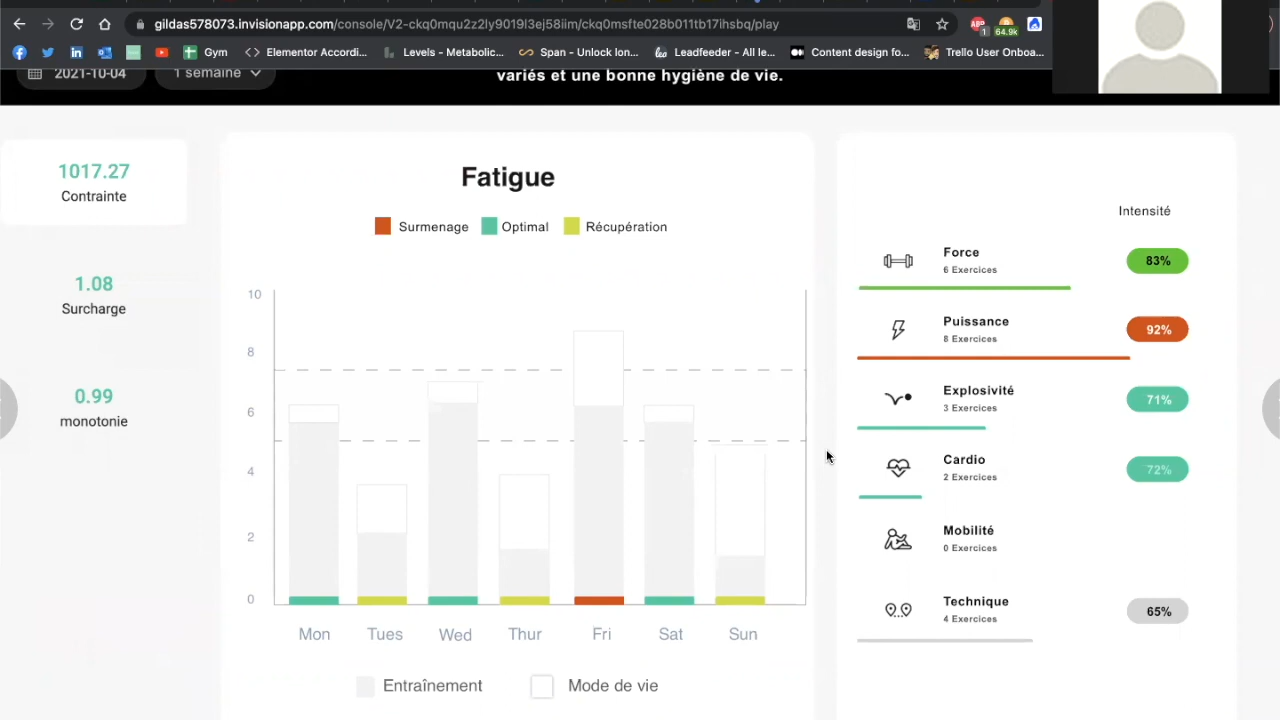 gildas578073.invisionapp.com/console/V2-ckq0mqu2z2ly9019l3ej58iim/ckq0msfte028b011tb17ihsbq/play
ABP 1 64.9k
Gym Elementor Accordi... Levels - Metabolic... Span - Unlock lon... Leadfeeder - All le... Content design fo... Trello User Onboa...
2021-10-04 1 semaine
variés et une bonne hygiène de vie.
1017.27
Contrainte
1.08
Surcharge
0.99
monotonie
Fatigue
Surmenage Optimal Récupération
10
8
6
4
2
0
Mon Tues Wed Thur Fri Sat Sun
Entraînement Mode de vie
Intensité
Force
6 Exercices
83%
Puissance
8 Exercices
92%
Explosivité
3 Exercices
71%
Cardio
2 Exercices
72%
Mobilité
0 Exercices
Technique
4 Exercices
65%